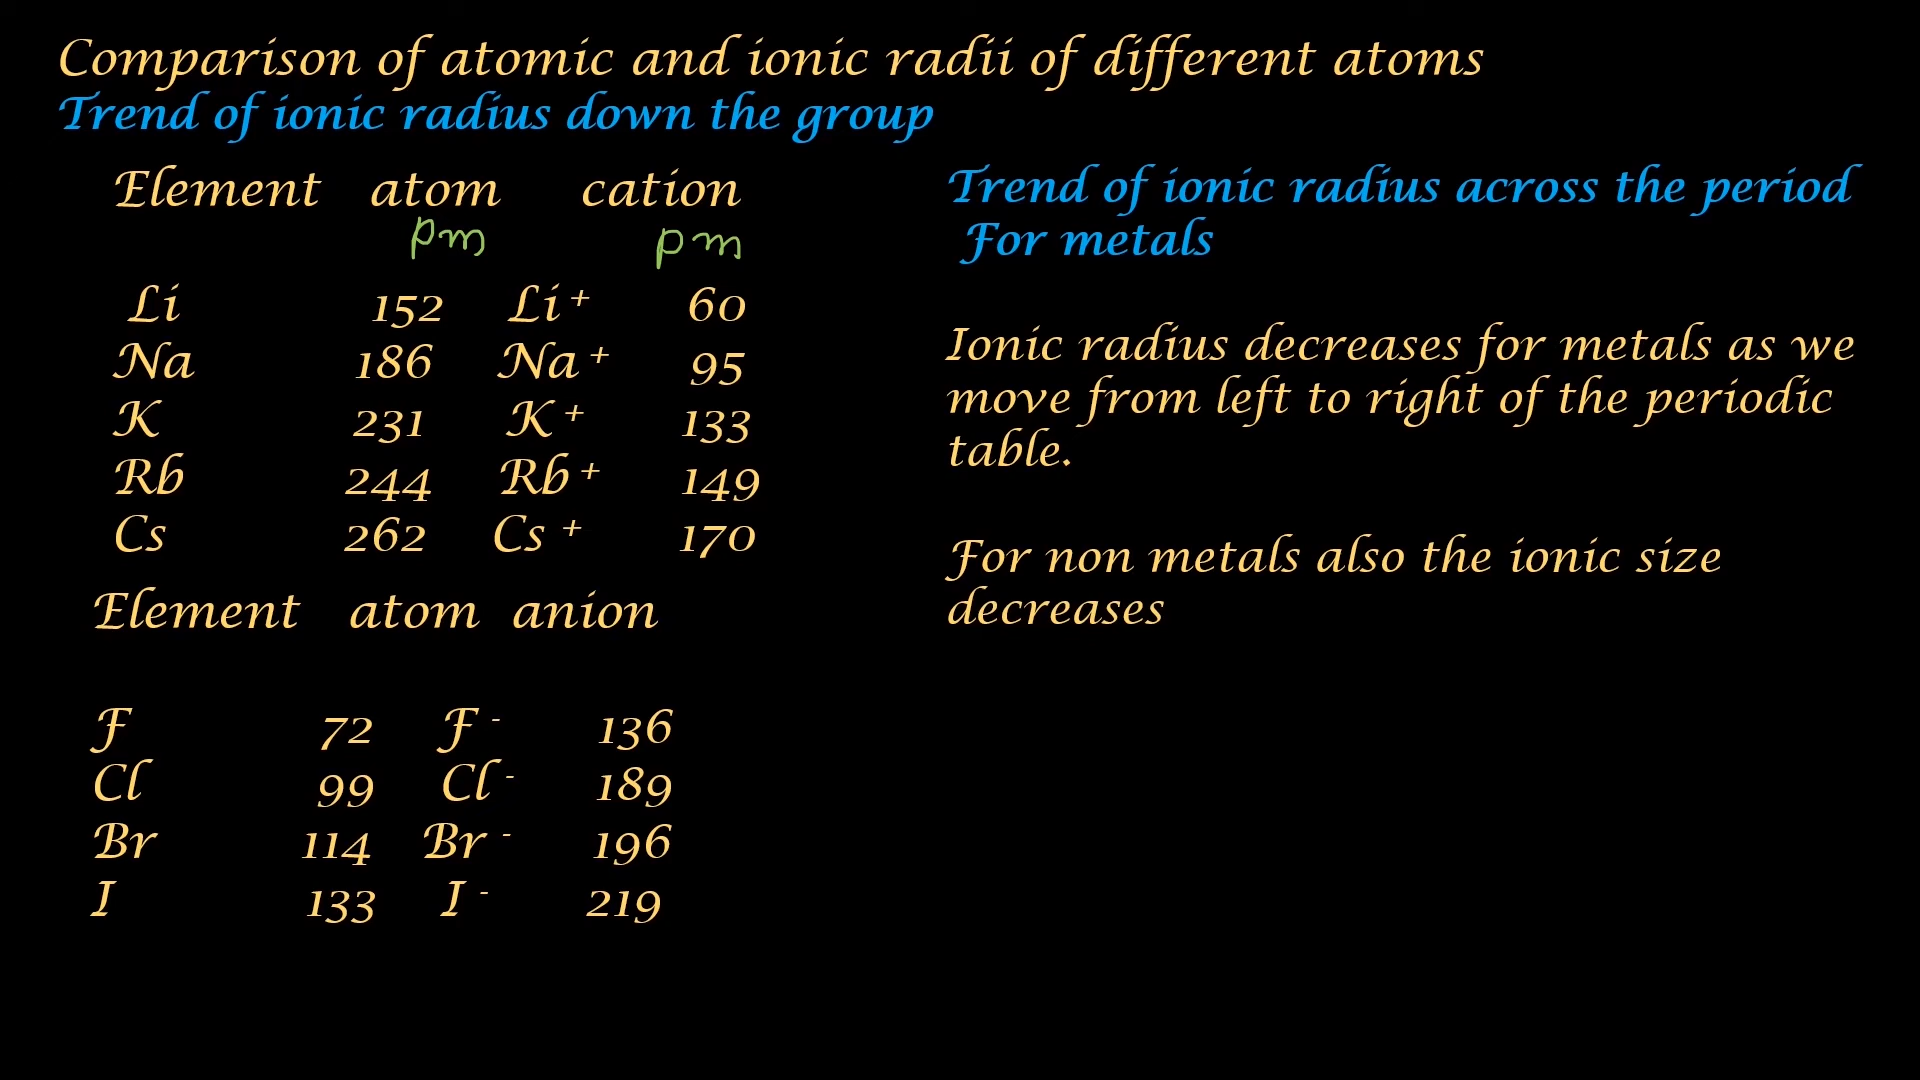 Comparison of atomic and ionic radii of different atoms
Trend of ionic radius down the group
Element atom cation
pm pm
Li 152 Li + 60
Na 186 Na + 95
K 231 K + 133
Rb 244 Rb + 149
Cs 262 Cs + 170
Element atom anion
F 72 F - 136
Cl 99 Cl - 189
Br 114 Br - 196
I 133 I - 219
Trend of ionic radius across the period
For metals
Ionic radius decreases for metals as we
move from left to right of the periodic
table.
For non metals also the ionic size
decreases